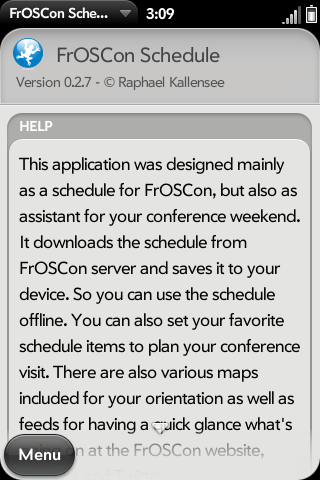 FrOSCon Sche... 3:09
FrOSCon Schedule
Version 0.2.7 - © Raphael Kallensee
HELP
This application was designed mainly
as a schedule for FrOSCon, but also as
assistant for your conference weekend.
It downloads the schedule from
FrOSCon server and saves it to your
device. So you can use the schedule
offline. You can also set your favorite
schedule items to plan your conference
visit. There are also various maps
included for your orientation as well as
feeds for having a quick glance what's
on at the FrOSCon website,
Menu